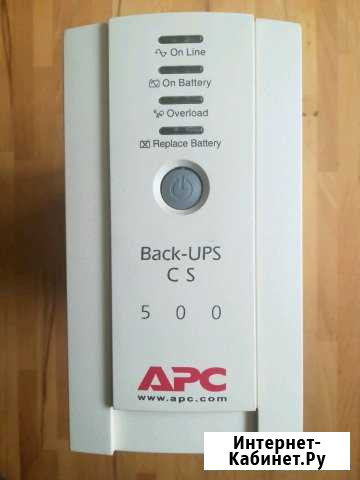 On Line
On Battery
Overload
Replace Battery
Back-UPS
CS
500
APC
www.apc.com
Интернет-
Кабинет.Ру